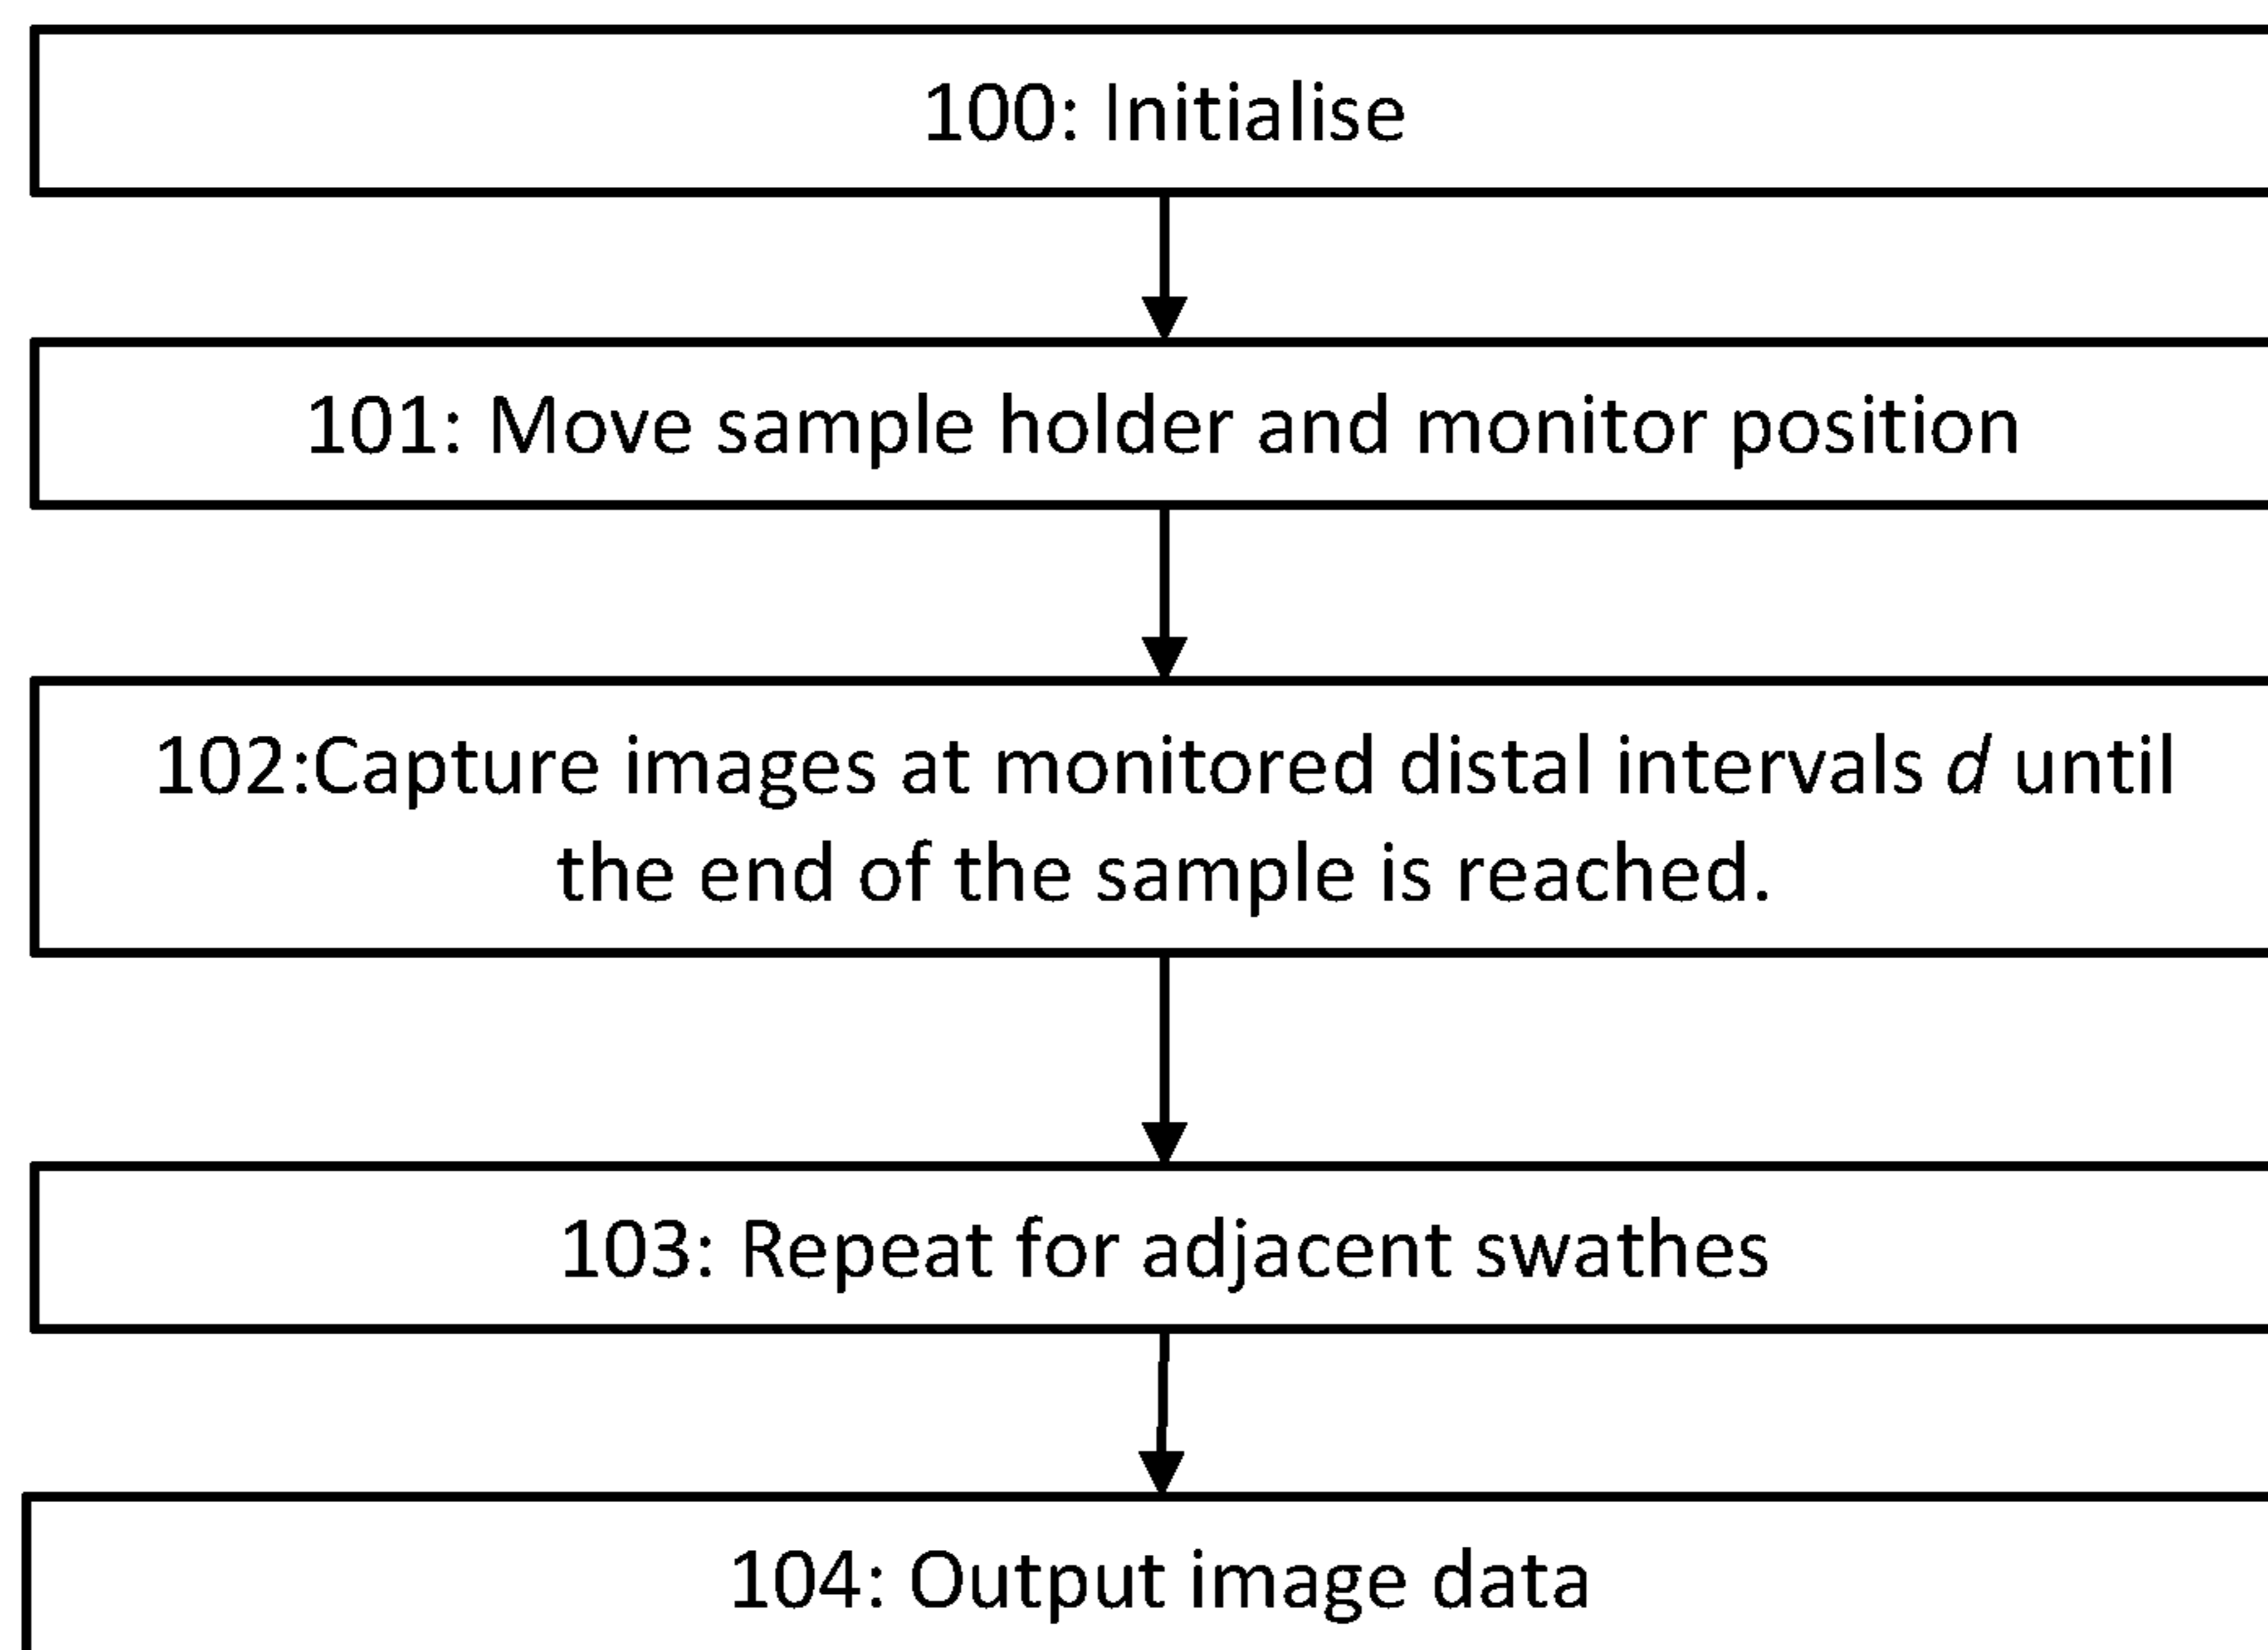 100: Initialise
101: Move sample holder and monitor position
102:Capture images at monitored distal intervals d until
the end of the sample is reached.
103: Repeat for adjacent swathes
104: Output image data